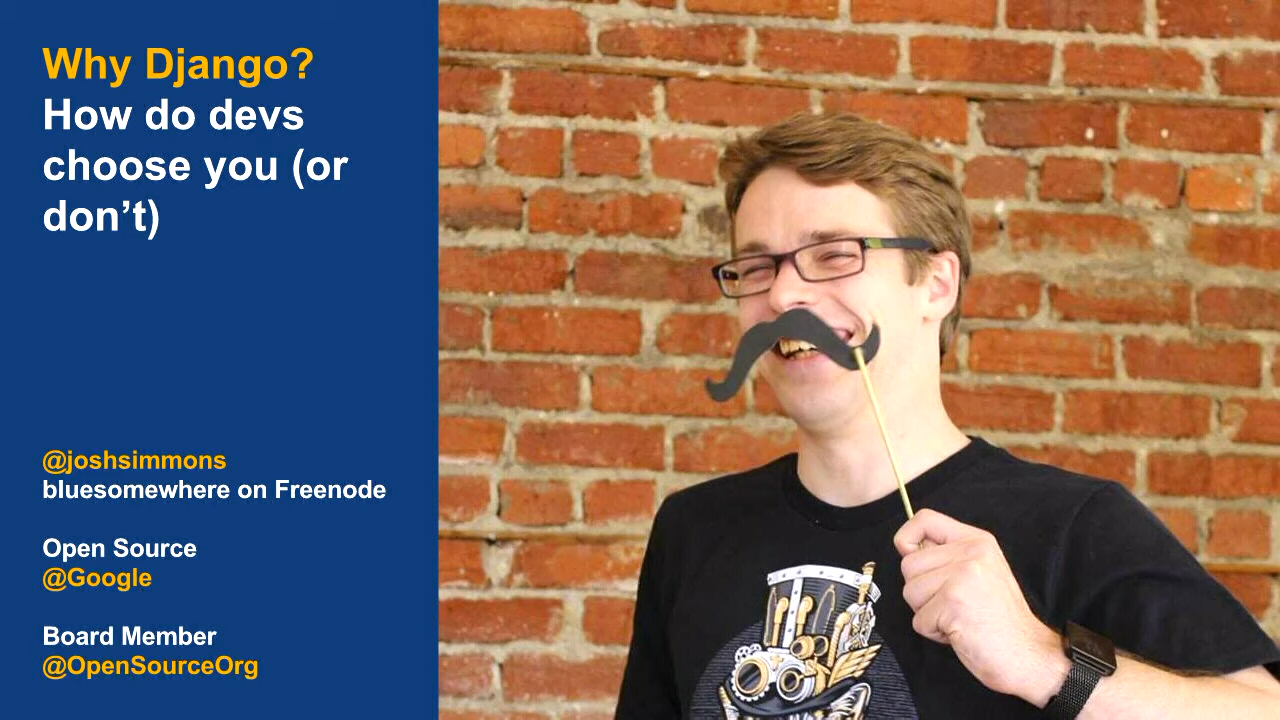 Why Django?
How do devs
choose you (or
don’t)
@joshsimmons
bluesomewhere on Freenode
Open Source
@Google
Board Member
@OpenSourceOrg